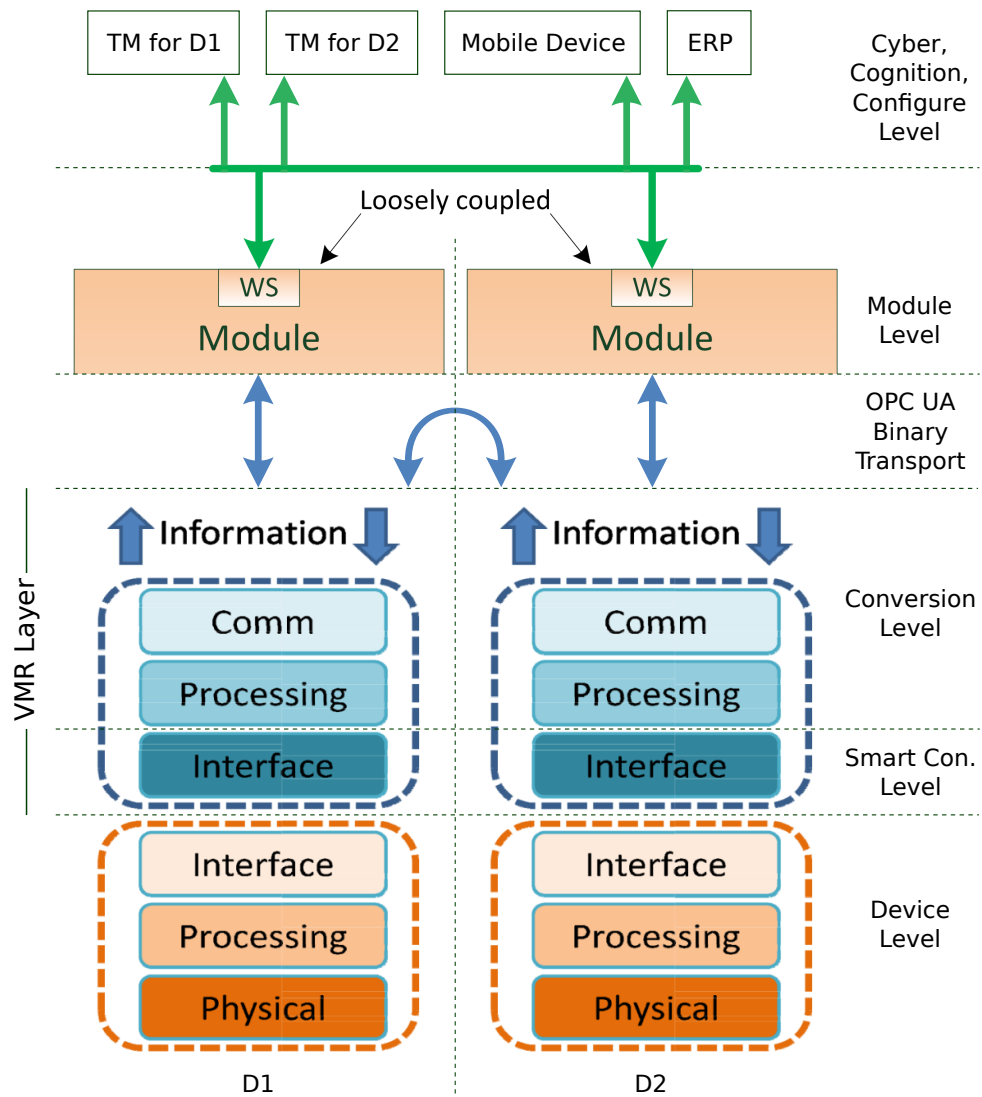 TM for D1
TM for D2
Mobile Device
ERP
Cyber,
Cognition,
Configure
Level
Loosely coupled
WS
Module
WS
Module
Module
Level
OPC UA
Binary
Transport
VMR Layer
Information
Information
Comm
Comm
Conversion
Level
Processing
Processing
Interface
Interface
Smart Con.
Level
Interface
Interface
Processing
Processing
Device
Level
Physical
Physical
D1
D2